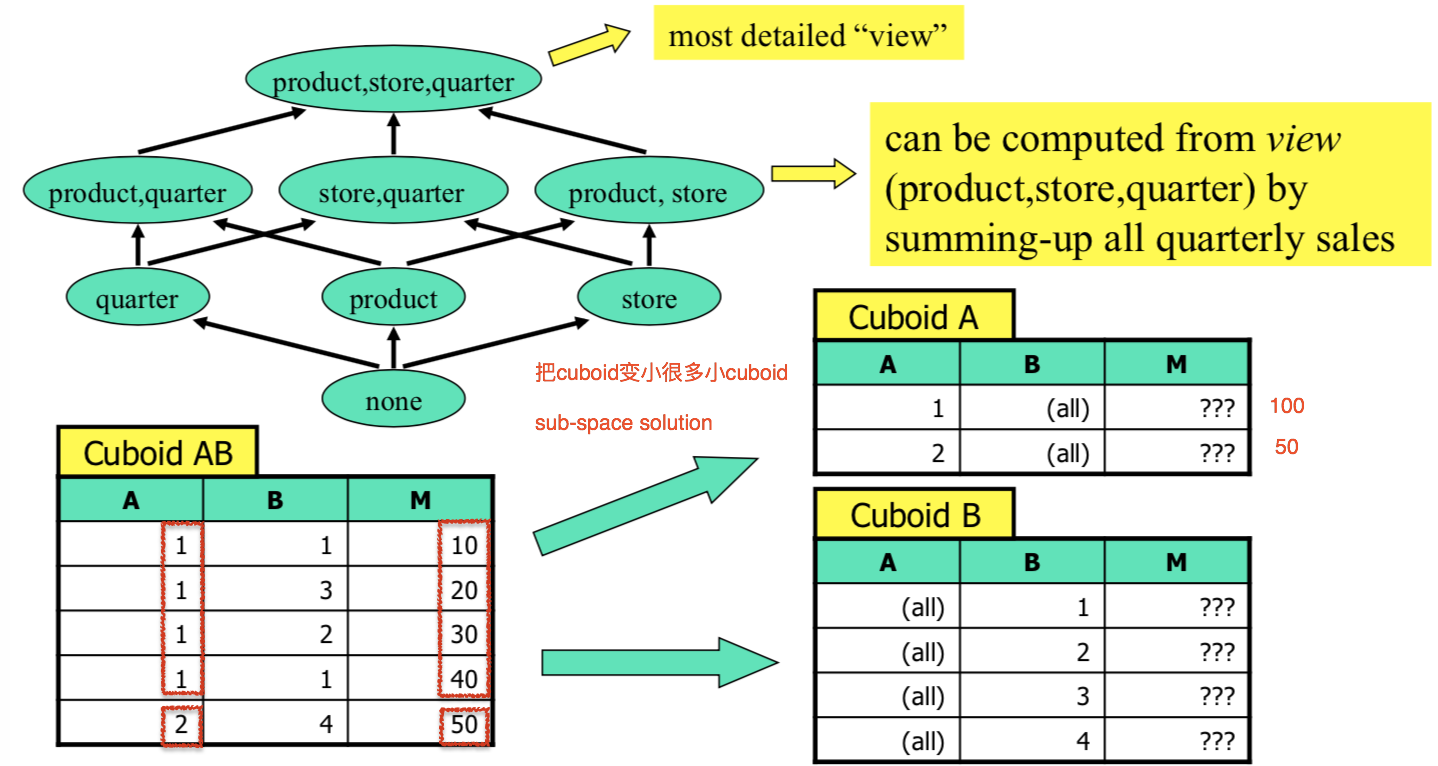 most detailed “view”
product,store,quarter
can be computed from view
(product,store,quarter) by
summing-up all quarterly sales
product,quarter
store,quarter
product, store
quarter
product
store
none
把cuboid变小很多小cuboid
sub-space solution
Cuboid A
A B M
1 (all) ??? 100
2 (all) ??? 50
Cuboid AB
A B M
1 1 10
1 3 20
1 2 30
1 1 40
2 4 50
Cuboid B
A B M
(all) 1 ???
(all) 2 ???
(all) 3 ???
(all) 4 ???